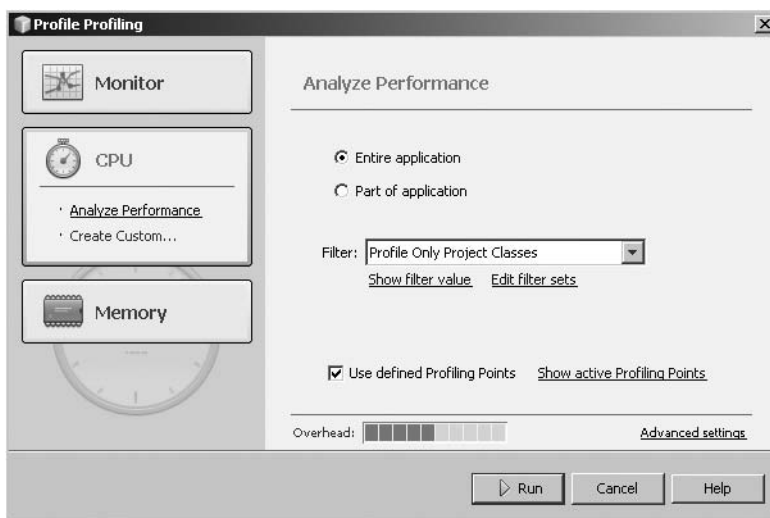 Profile Profiling
Monitor
CPU
· Analyze Performance
· Create Custom...
Memory
Analyze Performance
Entire application
Part of application
Filter: Profile Only Project Classes
Show filter value Edit filter sets
Use defined Profiling Points Show active Profiling Points
Overhead: Advanced settings
Run Cancel Help